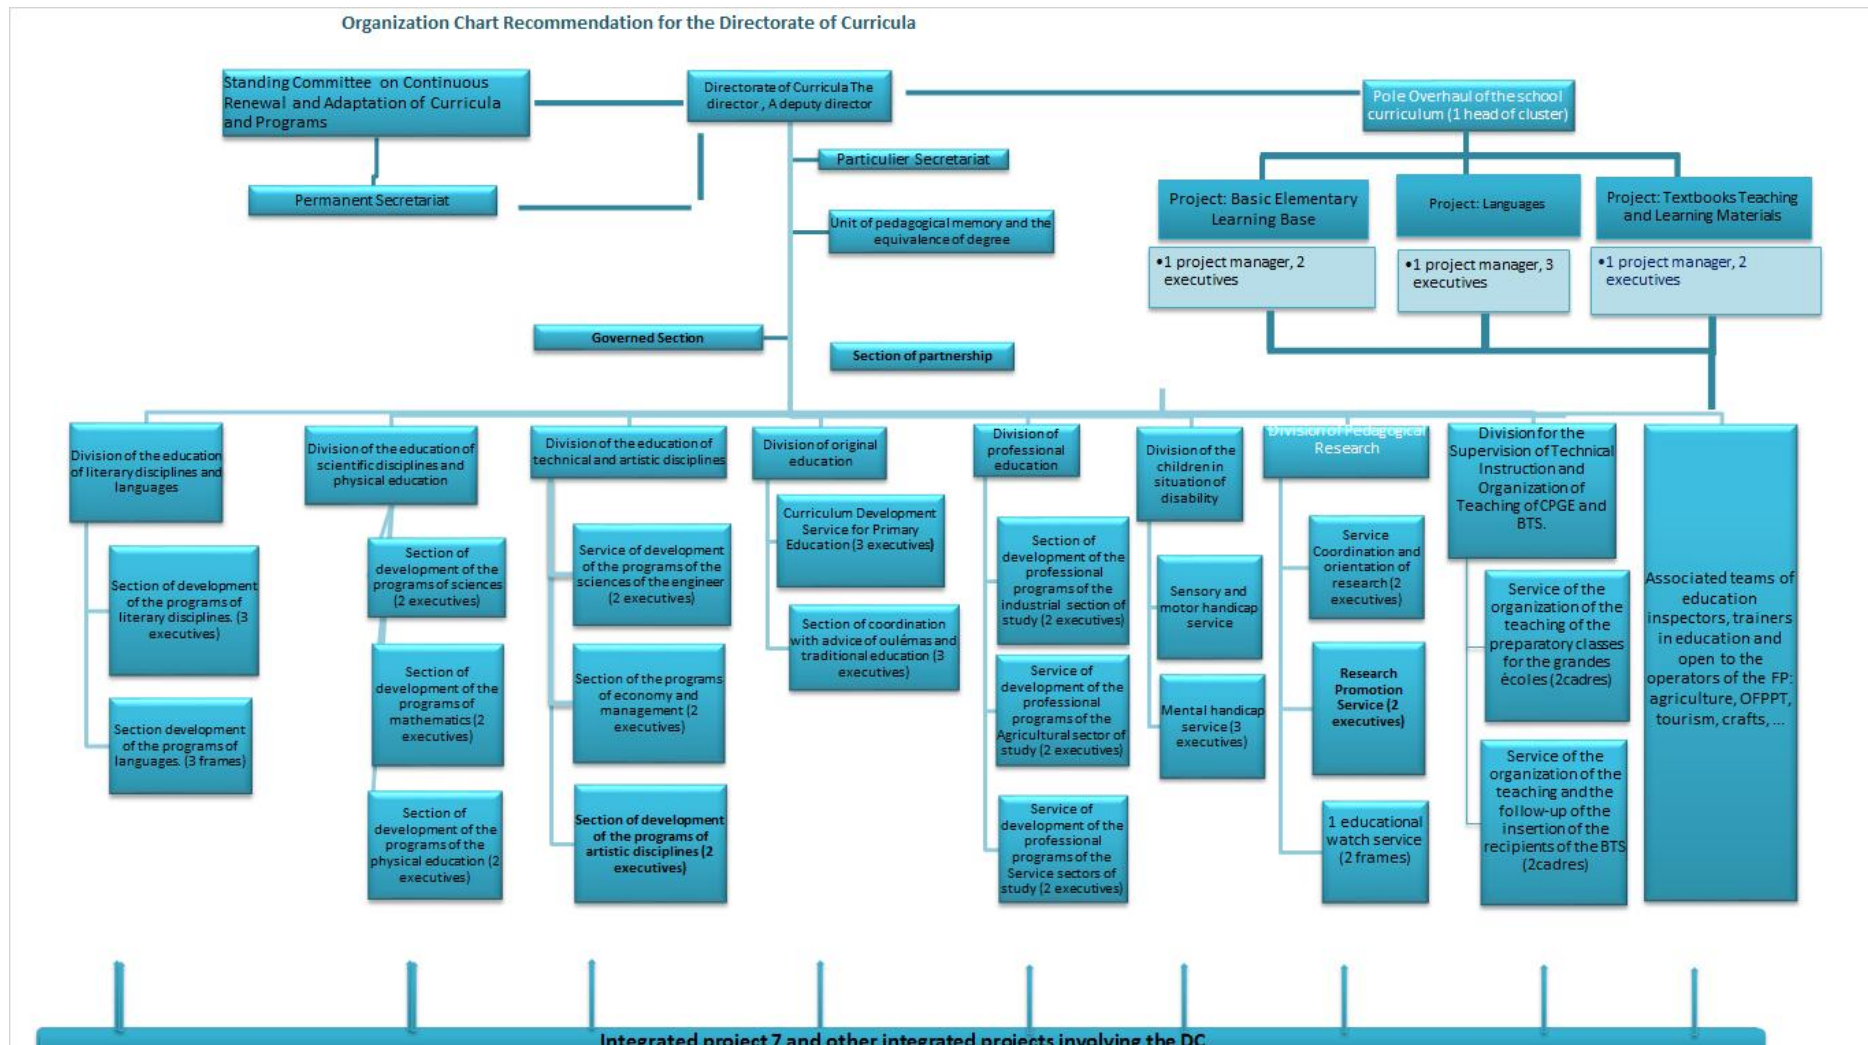 Organization Chart Recommendation for the Directorate of Curricula
Standing Committee on Continuous
Renewal and Adaptation of Curricula
and Programs
Directorate of Curricula The
director , A deputy director
Pole Overhaul of the school
curriculum (1 head of cluster)
Particulier Secretariat
Permanent Secretariat
Unit of pedagogical memory and the
equivalence of degree
Project: Basic Elementary
Learning Base
Project: Languages
Project: Textbooks Teaching
and Learning Materials
•1 project manager, 2
executives
•1 project manager, 3
executives
•1 project manager, 2
executives
Governed Section
Section of partnership
Division of the education
of literary disciplines and
languages
Section of development
of the programs of
literary disciplines. (3
executives)
Section development
of the programs of
languages. (3 frames)
Division of the education of
scientific disciplines and
physical education
Section of
development of the
programs of sciences
(2 executives)
Section of
development of the
programs of
mathematics (2
executives)
Section of
development of the
programs of the
physical education (2
executives)
Division of the education of
technical and artistic disciplines
Service of development
of the programs of the
sciences of the engineer
(2 executives)
Section of the programs
of economy and
management (2
executives)
Section of development
of the programs of
artistic disciplines (2
executives)
Division of original
education
Curriculum Development
Service for Primary
Education (3 executives)
Section of coordination
with advice of oulémas and
traditional education (3
executives)
Division of
professional
education
Section of
development of the
professional
programs of the
industrial section of
study (2 executives)
Service of
development of the
professional
programs of the
Agricultural sector of
study (2 executives)
Service of
development of the
professional
programs of the
Service sectors of
study (2 executives)
Division of the
children in
situation of
disability
Sensory and
motor handicap
service
Mental handicap
service (3
executives)
Division of Pedagogical
Research
Service
Coordination and
orientation of
research (2
executives)
Research
Promotion
Service (2
executives)
1 educational
watch service
(2 frames)
Division for the
Supervision of Technical
Instruction and
Organization of
Teaching of CPGE and
BTS.
Service of the
organization of the
teaching of the
preparatory classes
for the grandes
écoles (2cadres)
Service of the
organization of the
teaching and the
follow-up of the
insertion of the
recipients of the BTS
(2cadres)
Associated teams of
education
inspectors, trainers
in education and
open to the
operators of the FP:
agriculture, OFPPT,
tourism, crafts, ...
Integrated project 7 and other integrated projects involving the DC